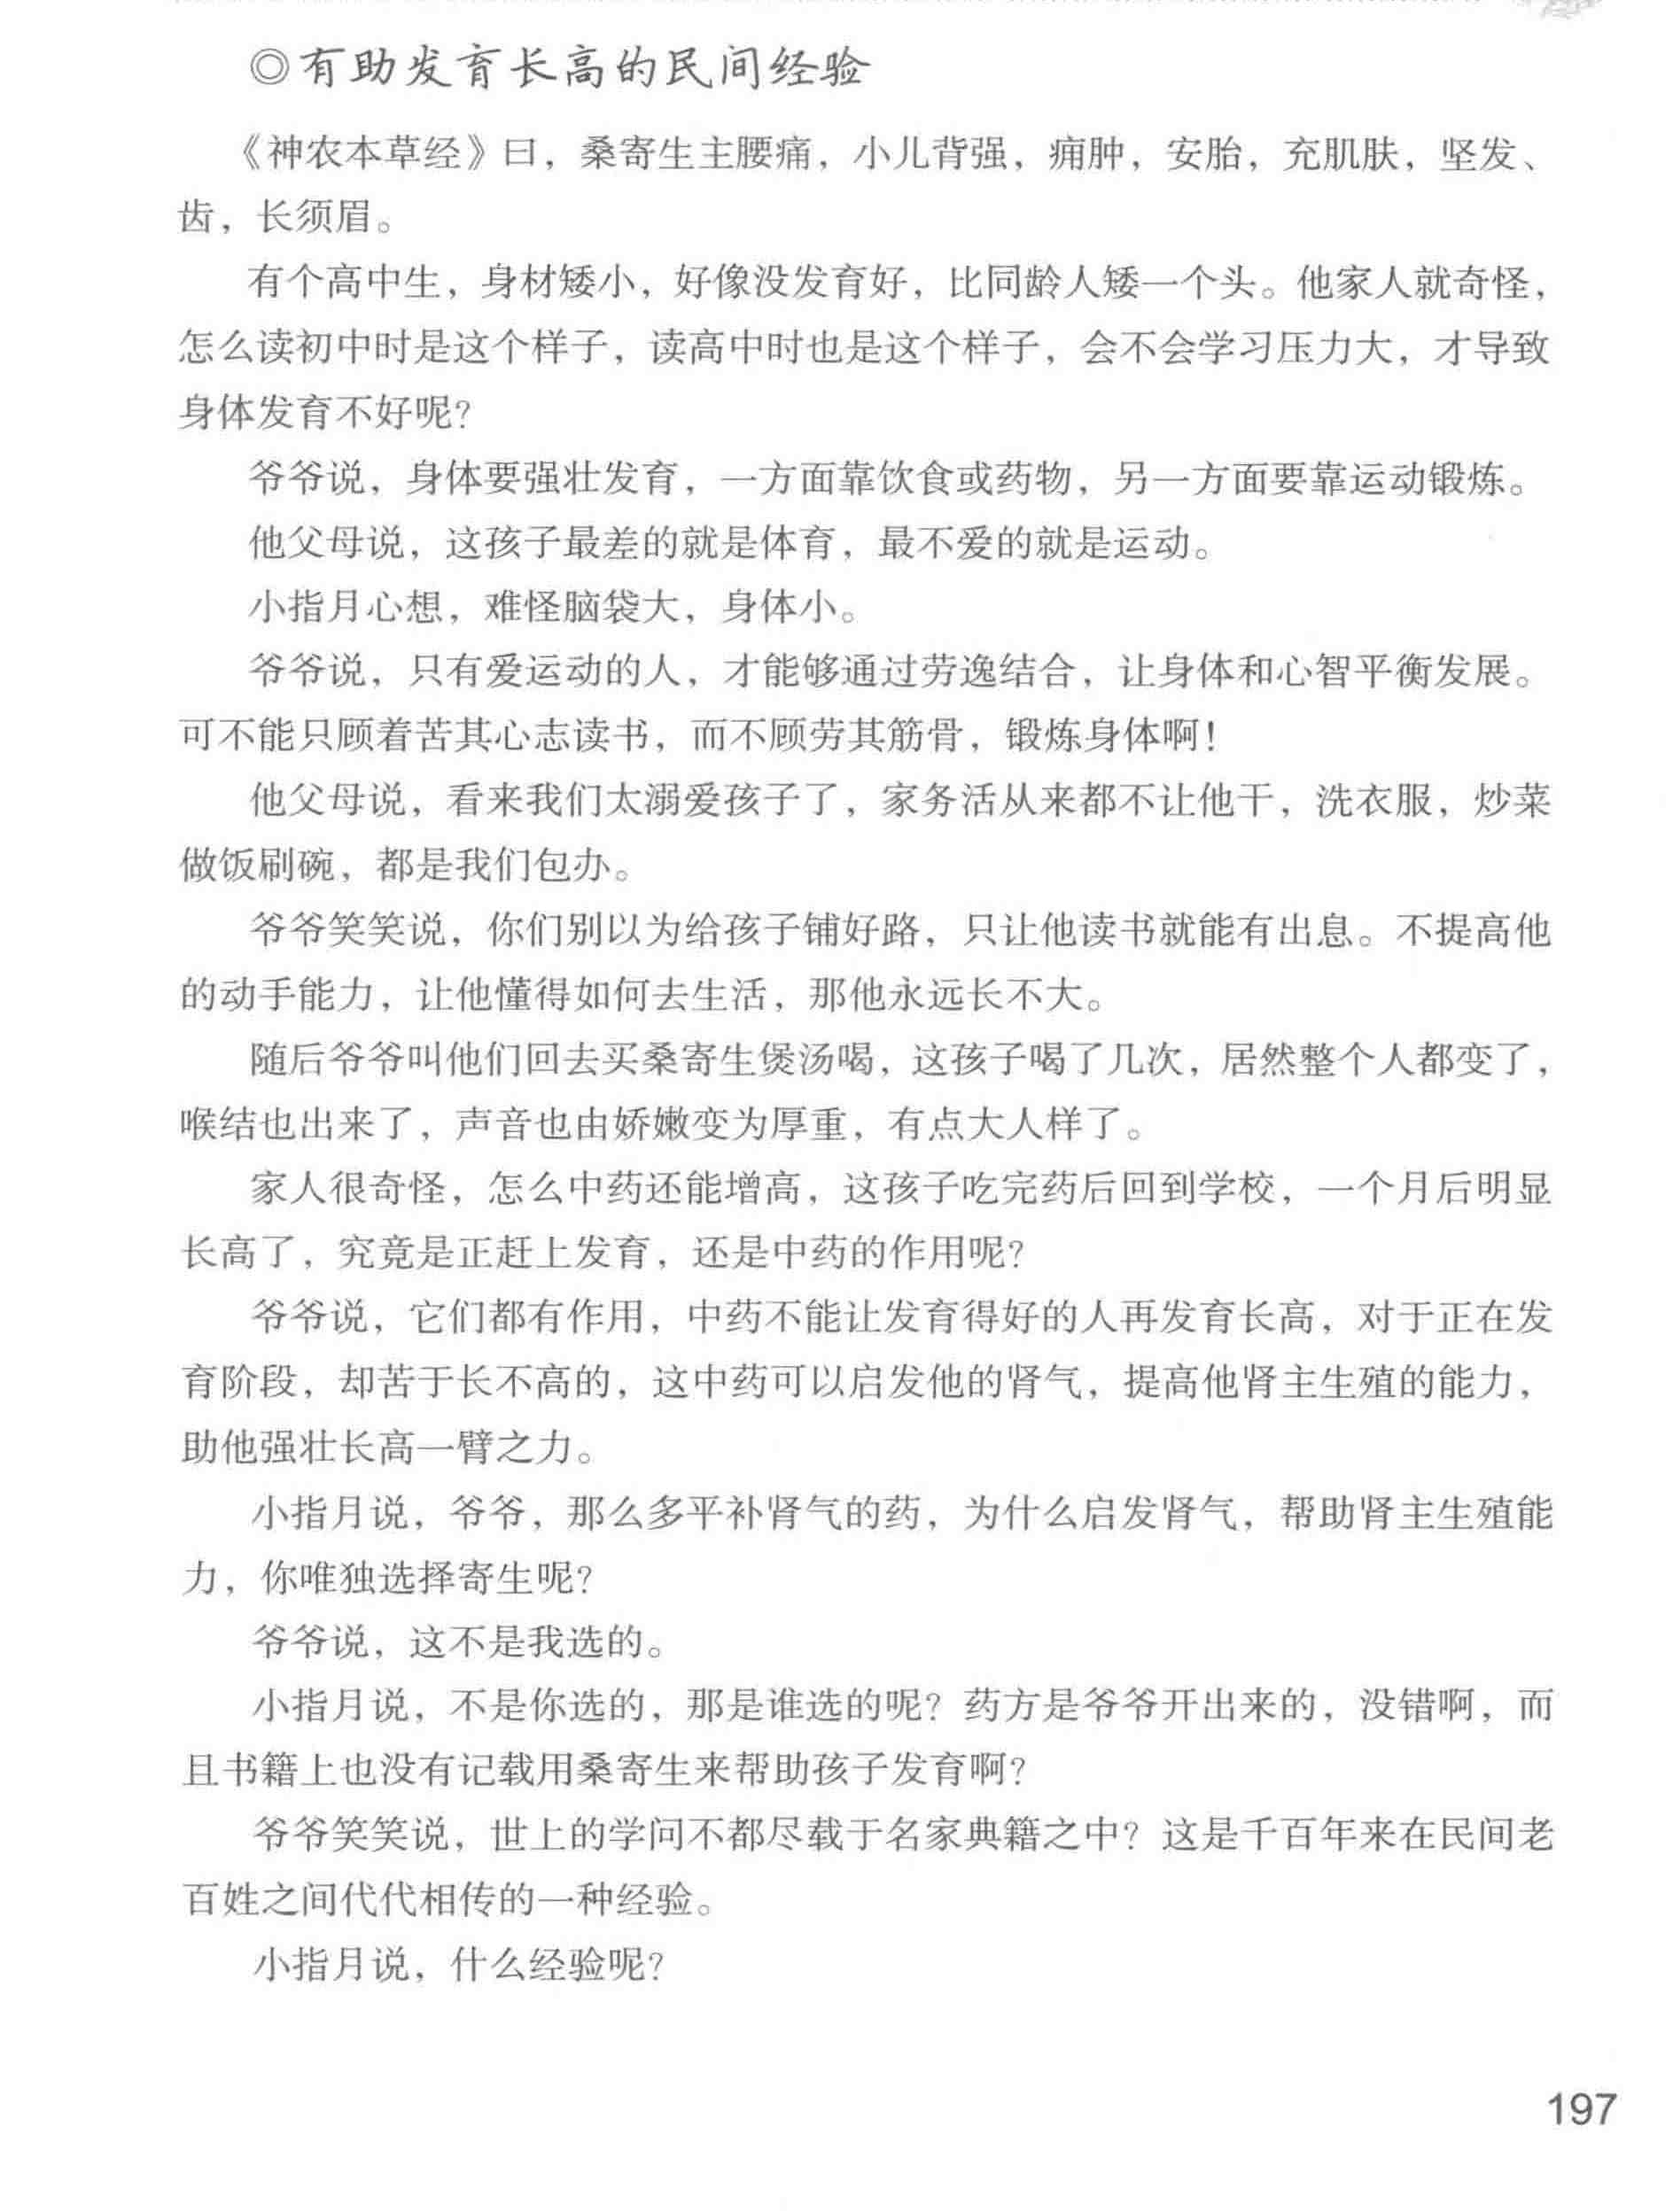 ◎有助发育长高的民间经验
《神农本草经》曰，桑寄生主腰痛，小儿背强，痈肿，安胎，充肌肤，坚发、
齿，长须眉。
有个高中生，身材矮小，好像没发育好，比同龄人矮一个头。他家人就奇怪，
怎么读初中时是这个样子，读高中时也是这个样子，会不会学习压力大，才导致
身体发育不好呢？
爷爷说，身体要强壮发育，一方面靠饮食或药物，另一方面要靠运动锻炼。
他父母说，这孩子最差的就是体育，最不爱的就是运动。
小指月心想，难怪脑袋大，身体小。
爷爷说，只有爱运动的人，才能够通过劳逸结合，让身体和心智平衡发展。
可不能只顾着苦其心志读书，而不顾劳其筋骨，锻炼身体啊！
他父母说，看来我们太溺爱孩子了，家务活从来都不让他干，洗衣服，炒菜
做饭刷碗，都是我们包办。
爷爷笑笑说，你们别以为给孩子铺好路，只让他读书就能有出息。不提高他
的动手能力，让他懂得如何去生活，那他永远长不大。
随后爷爷叫他们回去买桑寄生煲汤喝，这孩子喝了几次，居然整个人都变了，
喉结也出来了，声音也由娇嫩变为厚重，有点大人样了。
家人很奇怪，怎么中药还能增高，这孩子吃完药后回到学校，一个月后明显
长高了，究竟是正赶上发育，还是中药的作用呢？
爷爷说，它们都有作用，中药不能让发育得好的人再发育长高，对于正在发
育阶段，却苦于长不高的，这中药可以启发他的肾气，提高他肾主生殖的能力，
助他强壮长高一臂之力。
小指月说，爷爷，那么多平补肾气的药，为什么启发肾气，帮助肾主生殖能
力，你唯独选择寄生呢？
爷爷说，这不是我选的。
小指月说，不是你选的，那是谁选的呢？药方是爷爷开出来的，没错啊，而
且书籍上也没有记载用桑寄生来帮助孩子发育啊？
爷爷笑笑说，世上的学问不都尽载于名家典籍之中？这是千百年来在民间老
百姓之间代代相传的一种经验。
小指月说，什么经验呢？
197